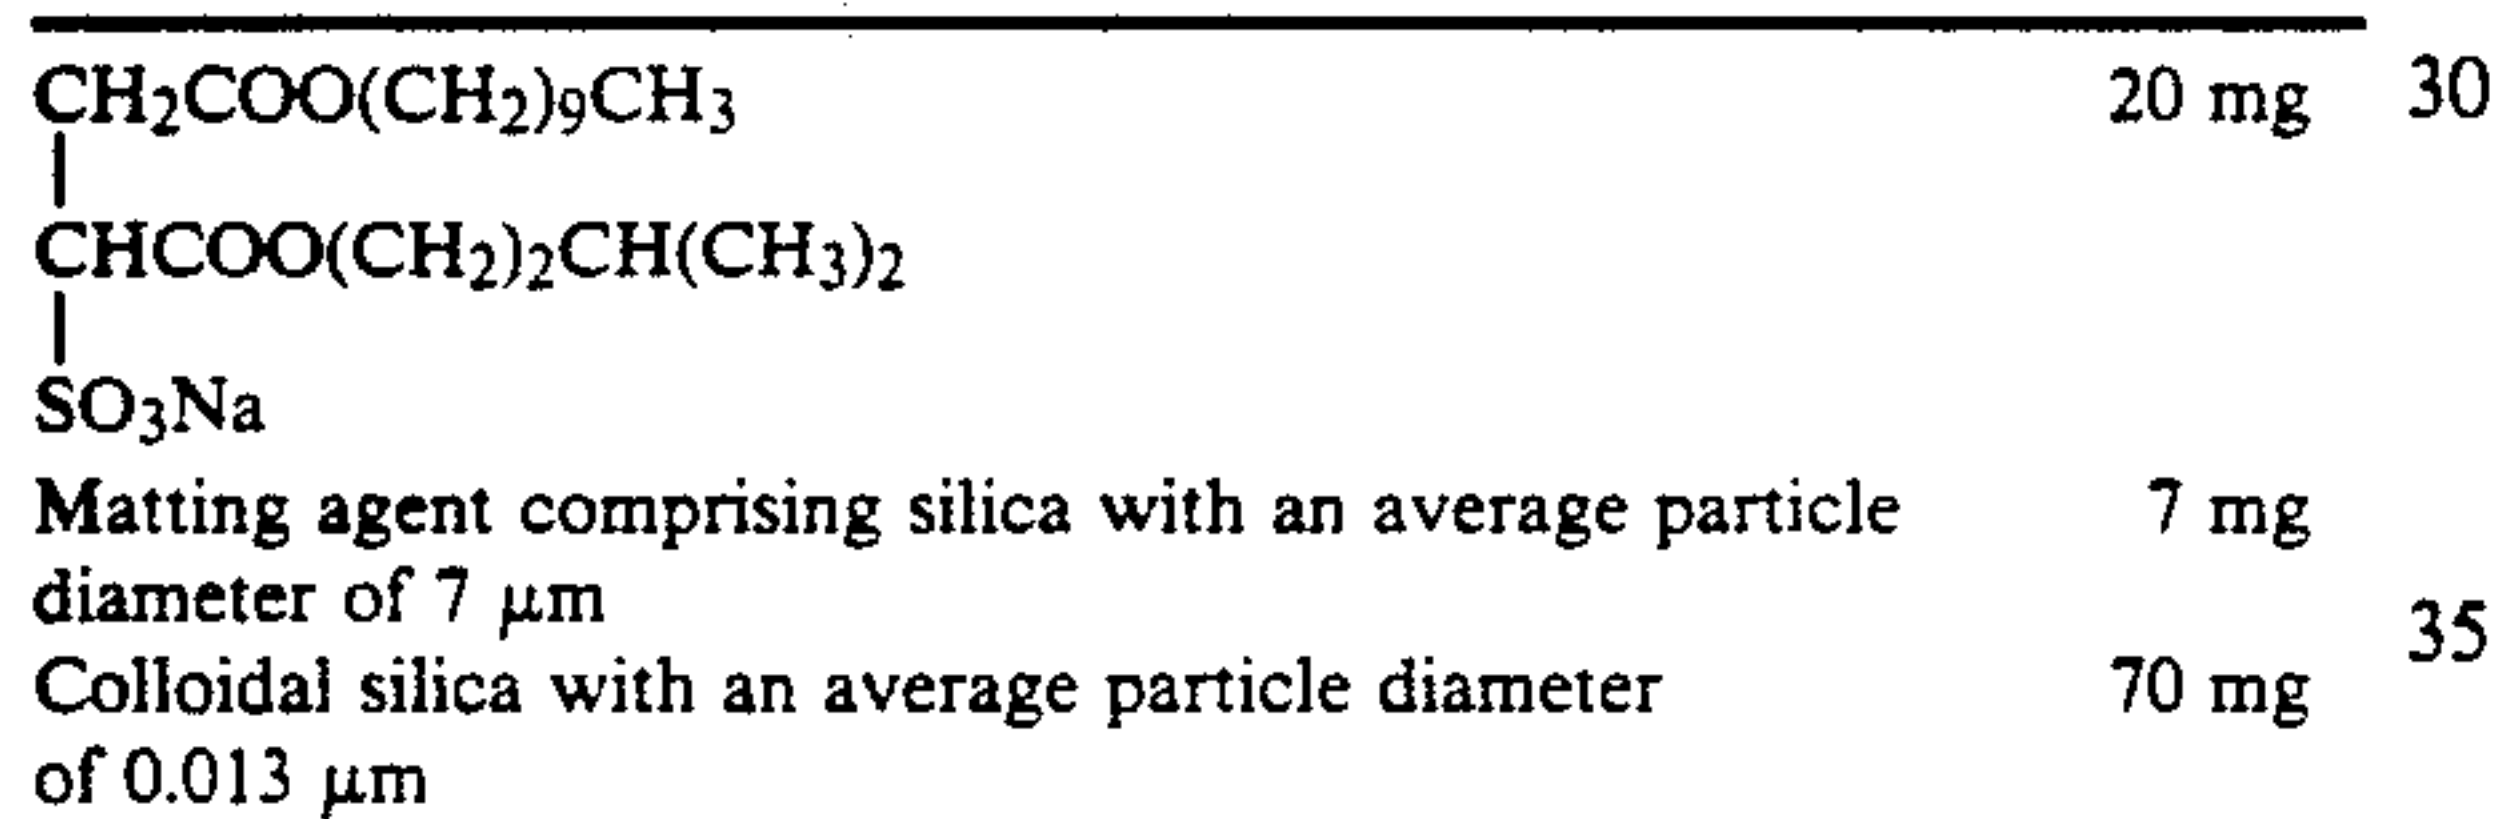 CH₂COO(CH₂)₉CH₃ 20 mg 30
|
CHCOO(CH₂)₂CH(CH₃)₂
|
SO₃Na
Matting agent comprising silica with an average particle 7 mg
diameter of 7 μm
35
Colloidal silica with an average particle diameter 70 mg
of 0.013 μm